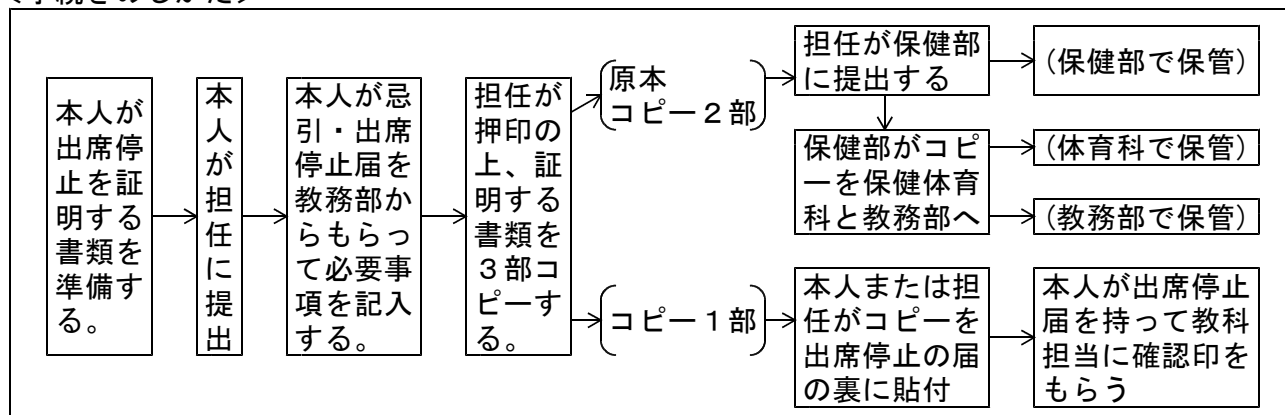 本人が
出席停
止を証
明する
書類を
準備す
る。
本
人
が
担
任
に
提
出
本人が忌
引・出席
停止届を
教務部か
らもらっ
て必要事
項を記入
する。
担任が
押印の
上、証
明する
書類を
３部コ
ピーす
る。
原本
コピー２部
担任が保健部
に提出する
(保健部で保管)
保健部がコピ
ーを保健体育
科と教務部へ
(体育科で保管)
(教務部で保管)
コピー１部
本人または担
任がコピーを
出席停止の届
の裏に貼付
本人が出席停止
届を持って教科
担当に確認印を
もらう